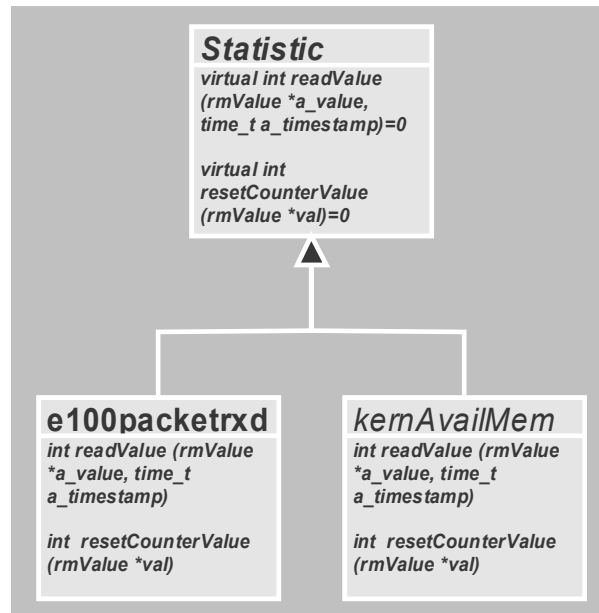 Statistic
virtual int readValue
(rmValue *a_value,
time_t a_timestamp)=0
virtual int
resetCounterValue
(rmValue *val)=0
e100packetrxd
int readValue (rmValue
*a_value, time_t
a_timestamp)
int resetCounterValue
(rmValue *val)
kernAvailMem
int readValue (rmValue
*a_value, time_t
a_timestamp)
int resetCounterValue
(rmValue *val)